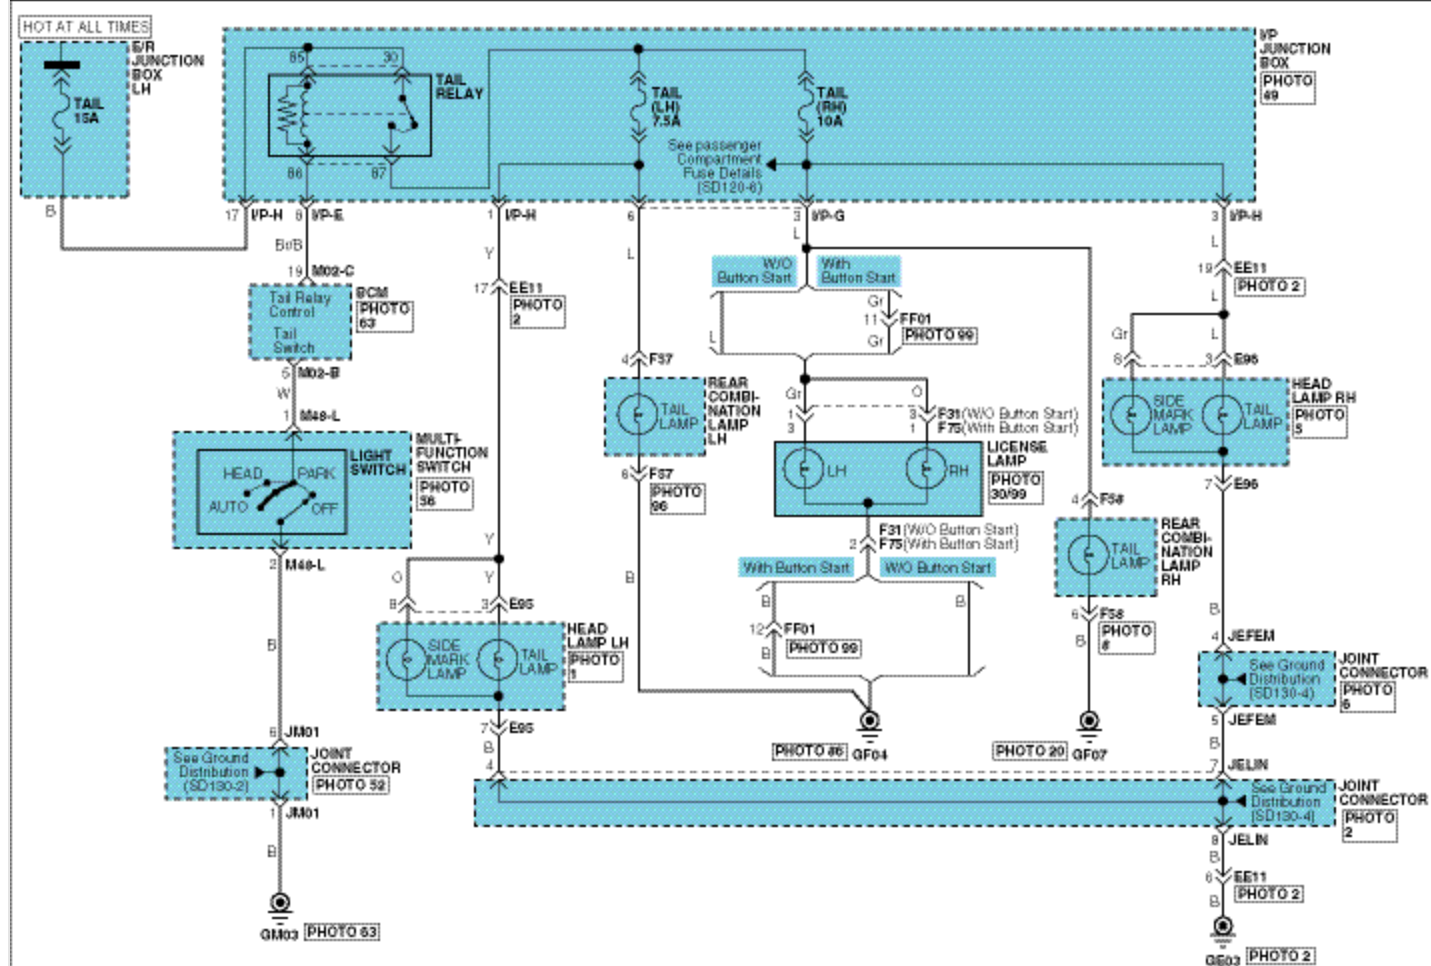 HOT AT ALL TIMES
E/R
JUNCTION
BOX
LH
TAIL
15A
B
I/P
JUNCTION
BOX
PHOTO
49
85
30
TAIL
RELAY
86
87
TAIL
(LH)
7.5A
TAIL
(RH)
10A
See passenger
Compartment
Fuse Details
(SD120-6)
17
I/P-H
8
I/P-E
1
I/P-H
6
3
I/P-G
3
I/P-H
Br/B
19
M02-C
Tail Relay
Control
Tail
Switch
BCM
PHOTO
63
5
M02-B
W
1
M48-L
LIGHT
SWITCH
HEAD
PARK
AUTO
OFF
MULTI-
FUNCTION
SWITCH
PHOTO
56
2
M48-L
B
6
JM01
See Ground
Distribution
(SD130-2)
JOINT
CONNECTOR
PHOTO 52
1
JM01
B
GM03
PHOTO 63
Y
17
EE11
PHOTO
2
Y
O
Y
8
3
E95
SIDE
MARK
LAMP
TAIL
LAMP
HEAD
LAMP LH
PHOTO
1
7
E95
B
4
L
4
F57
TAIL
LAMP
REAR
COMBI-
NATION
LAMP
LH
6
F57
PHOTO
96
B
L
W/O
Button Start
With
Button Start
L
Gr
11
FF01
PHOTO 99
Gr
Gr
O
1
3
F31(W/O Button Start)
3
1
F75(With Button Start)
LH
RH
LICENSE
LAMP
PHOTO
30/99
F31(W/O Button Start)
2
F75(With Button Start)
With Button Start
W/O Button Start
B
B
12
FF01
PHOTO 99
B
PHOTO 86
GF04
4
F58
TAIL
LAMP
REAR
COMBI-
NATION
LAMP
RH
6
F58
PHOTO
8
B
PHOTO 20
GF07
L
19
EE11
PHOTO 2
L
Gr
L
8
3
E96
SIDE
MARK
LAMP
TAIL
LAMP
HEAD
LAMP RH
PHOTO
5
7
E96
B
4
JEFEM
See Ground
Distribution
(SD130-4)
JOINT
CONNECTOR
PHOTO
6
5
JEFEM
B
7
JELIN
See Ground
Distribution
(SD130-4)
JOINT
CONNECTOR
PHOTO
2
8
JELIN
B
6
EE11
PHOTO 2
B
GE03
PHOTO 2